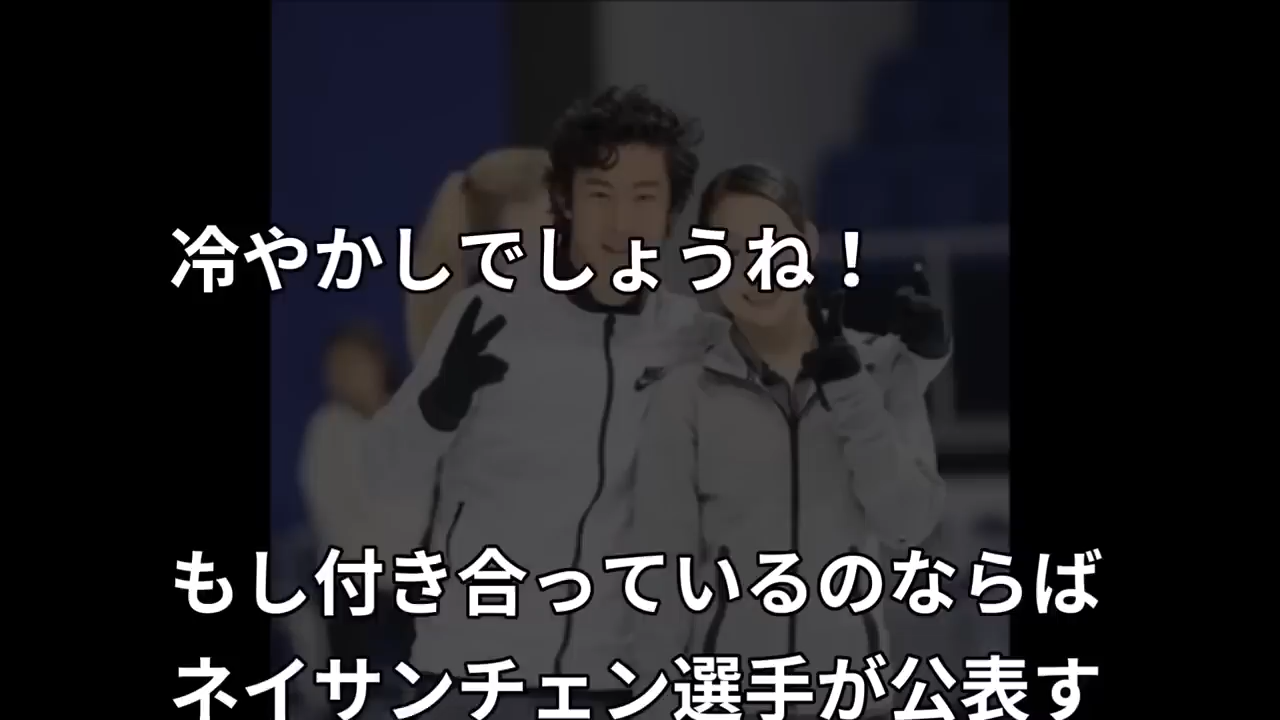 冷やかしでしょうね！
もし付き合っているのならば
ネイサンチェン選手が公表す